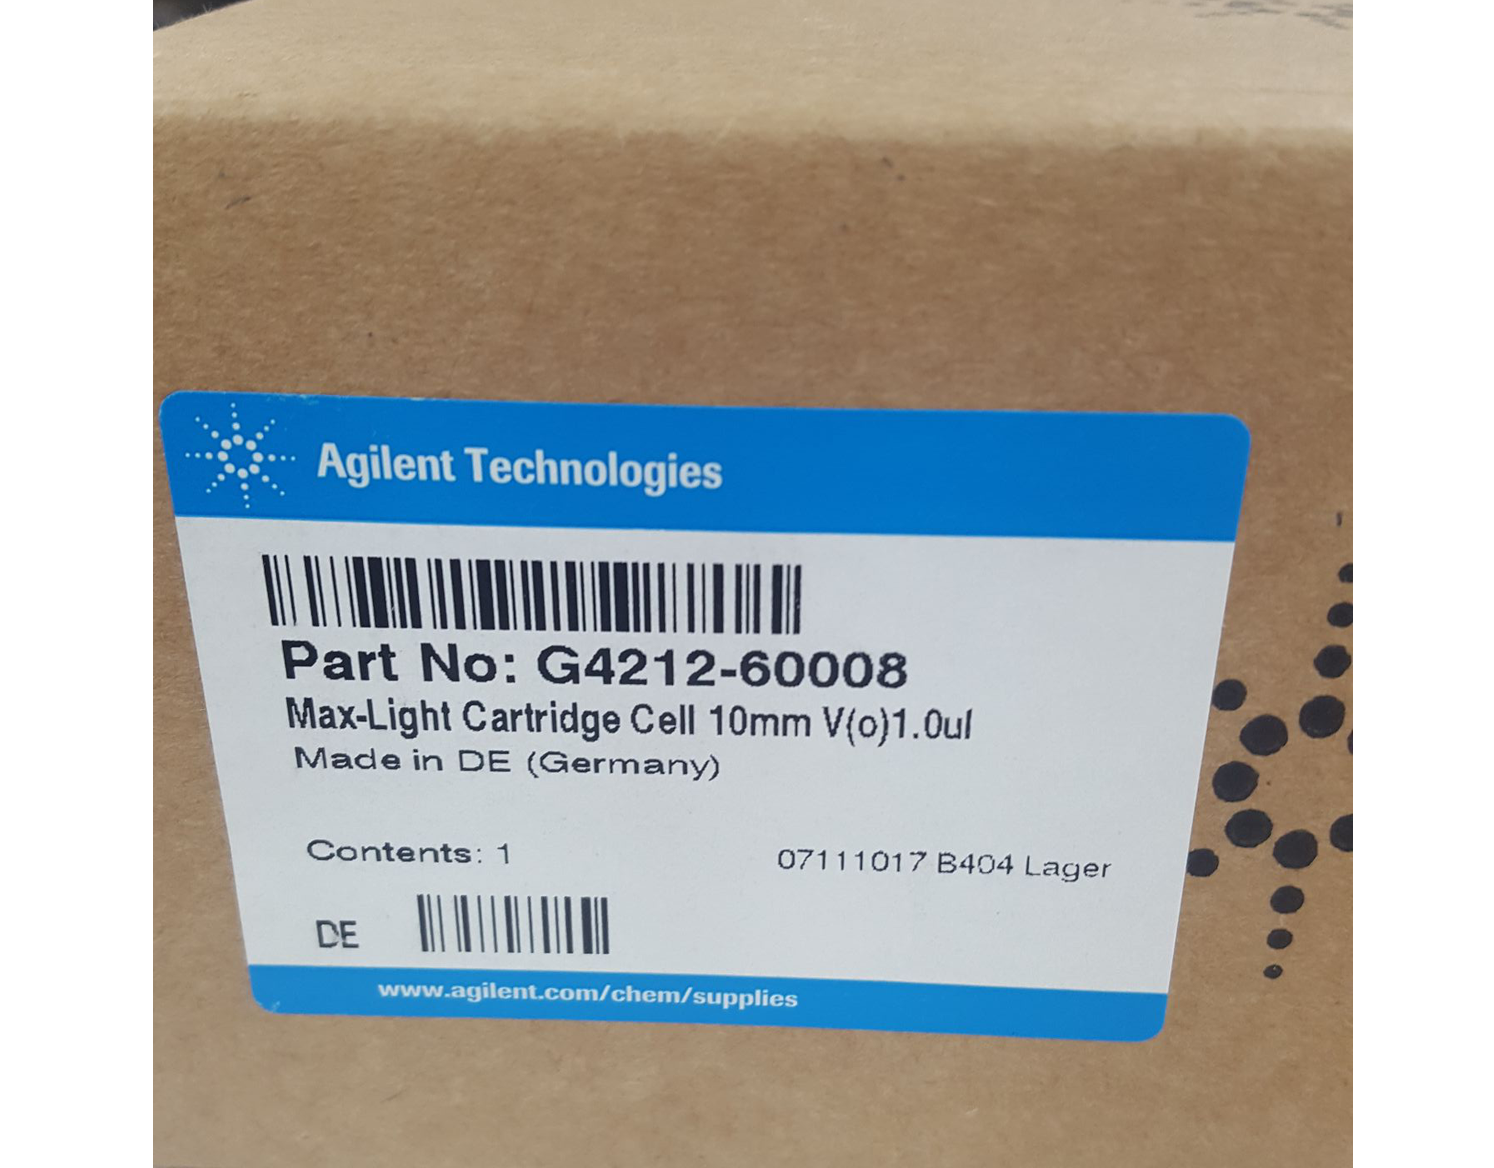 Agilent Technologies
Part No: G4212-60008
Max-Light Cartridge Cell 10mm V(o)1.0ul
Made in DE (Germany)
Contents: 1
07111017 B404 Lager
DE
www.agilent.com/chem/supplies